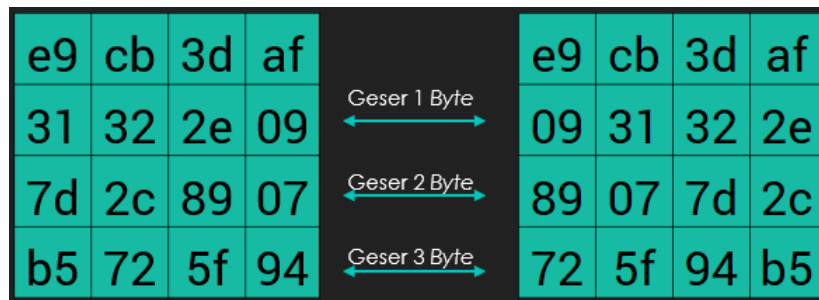 e9 cb 3d af e9 cb 3d af
Geser 1 Byte
31 32 2e 09 09 31 32 2e
Geser 2 Byte
7d 2c 89 07 89 07 7d 2c
Geser 3 Byte
b5 72 5f 94 72 5f 94 b5